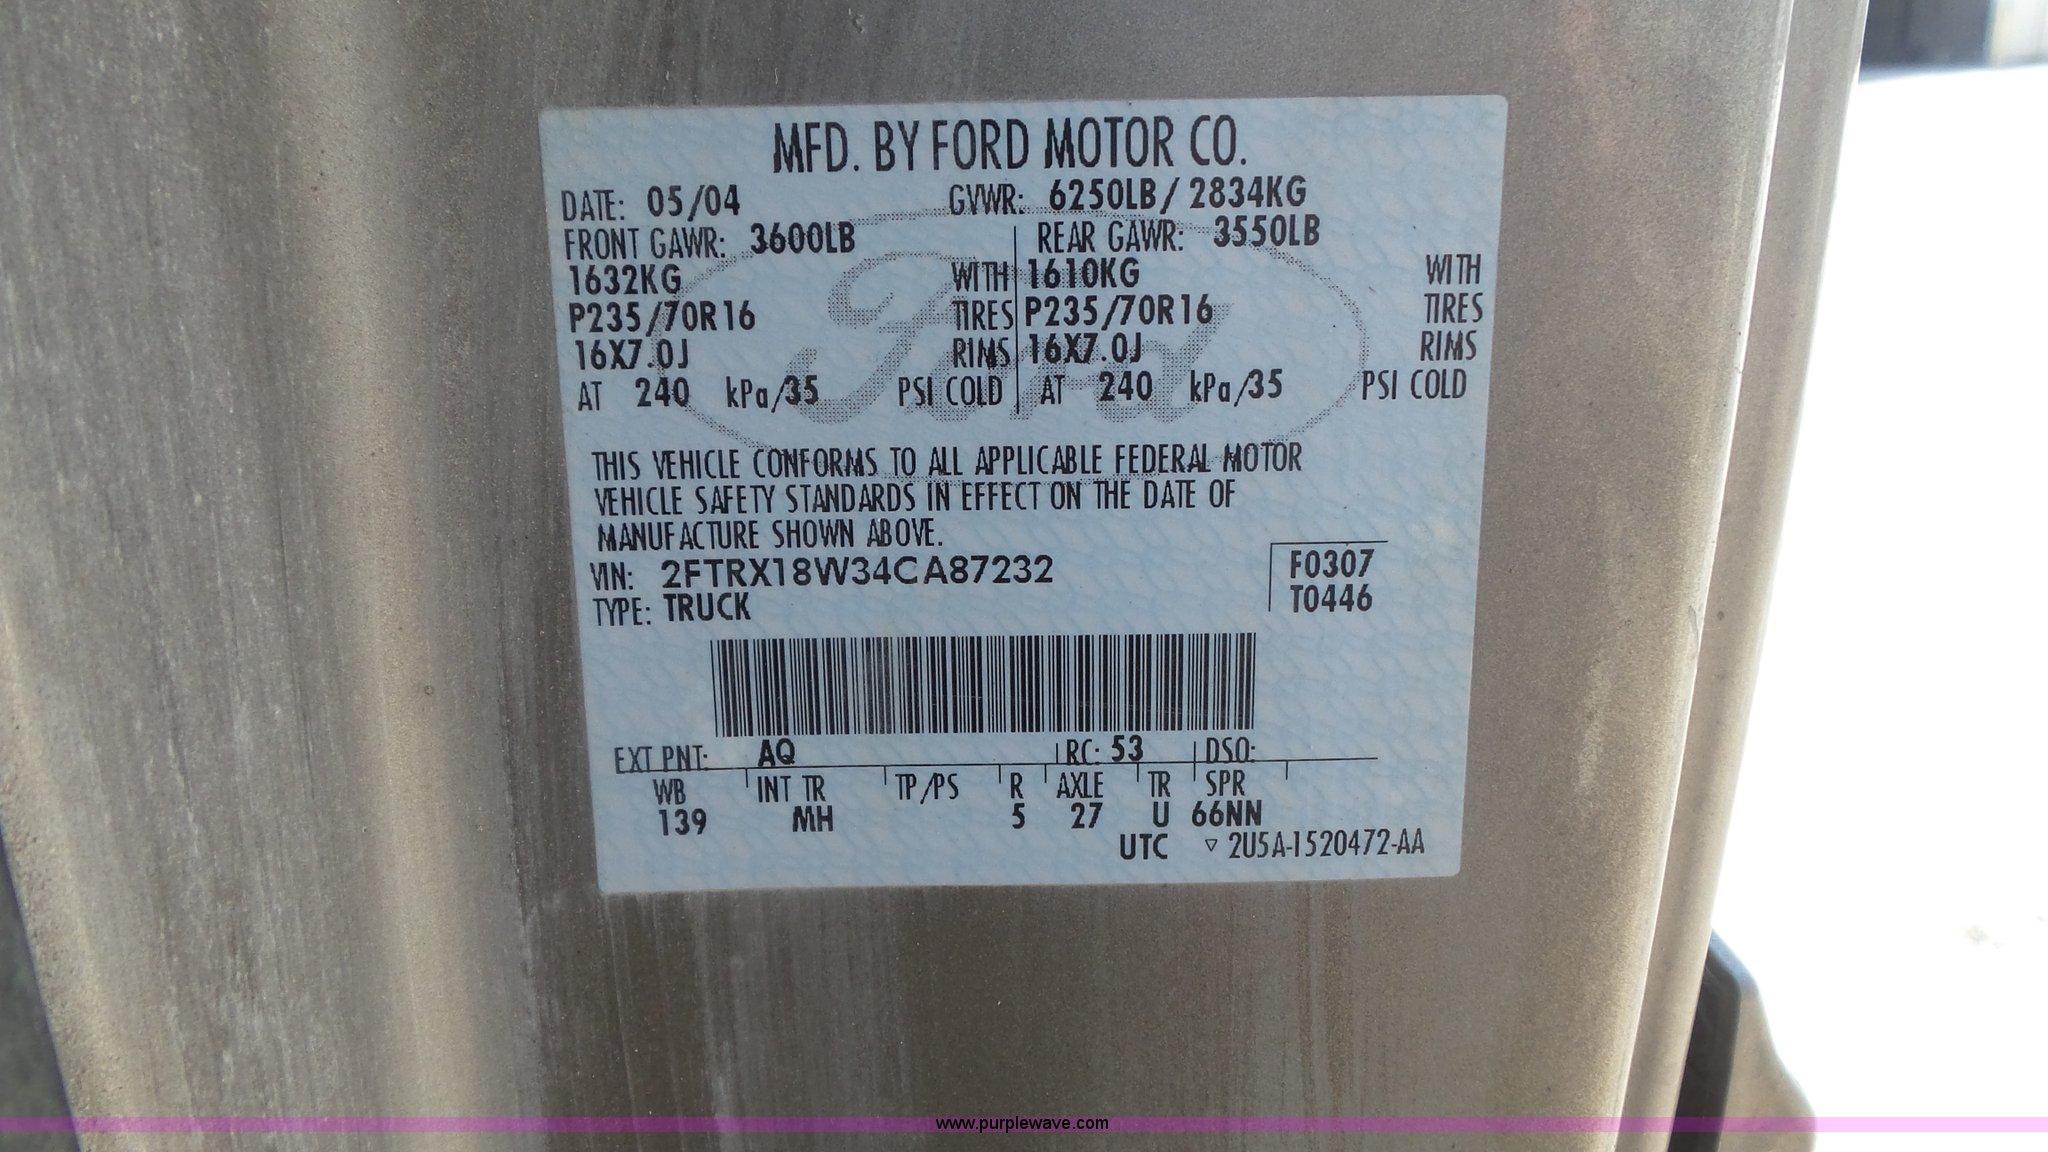 MFD. BY FORD MOTOR CO.
DATE: 05/04 GVWR: 6250LB/ 2834KG
FRONT GAWR: 3600LB REAR GAWR: 3550LB
1632KG WITH 1610KG WITH
P235/70R16 TIRES P235/70R16 TIRES
16X7.0J RIMS 16X7.0J RIMS
AT 240 kPa/35 PSI COLD AT 240 kPa/35 PSI COLD
Ford
THIS VEHICLE CONFORMS TO ALL APPLICABLE FEDERAL MOTOR
VEHICLE SAFETY STANDARDS IN EFFECT ON THE DATE OF
MANUFACTURE SHOWN ABOVE.
VIN: 2FTRX18W34CA87232 F0307
TYPE: TRUCK T0446
EXT PNT: AQ RC: 53 DSO:
WB INT TR TP/PS R AXLE TR SPR
139 MH 5 27 U 66NN
UTC ▽ 2U5A-1520472-AA
www.purplewave.com